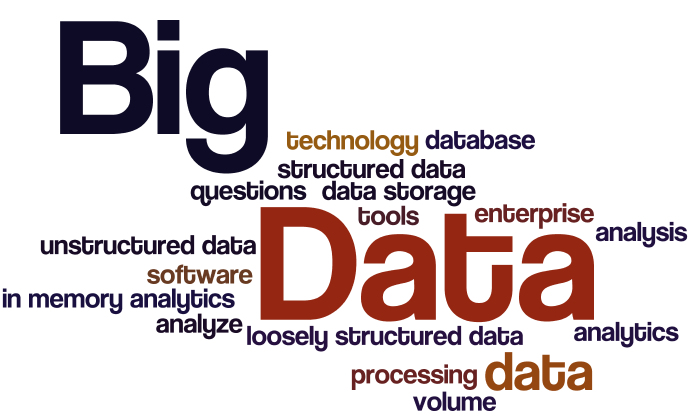 Big
technology database
structured data
questions data storage
tools enterprise
Data
analysis
unstructured data
software
in memory analytics
analyze
loosely structured data
analytics
processing data
volume